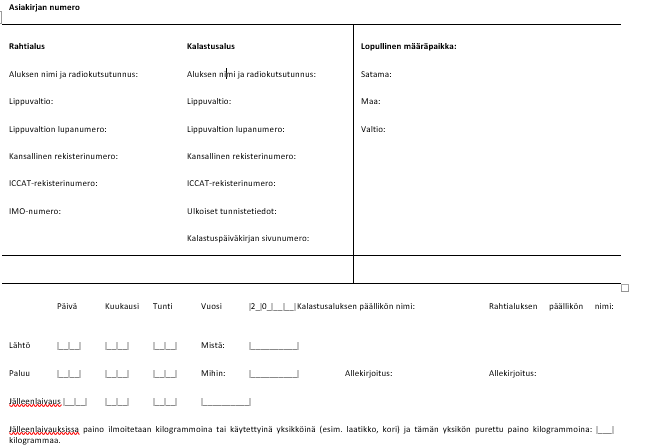 Asiakirjan numero
Rahtialus Kalastusalus Lopullinen määräpaikka:
Aluksen nimi ja radiokutsutunnus: Aluksen nimi ja radiokutsutunnus: Satama:
Lippuvaltio: Lippuvaltio: Maa:
Lippuvaltion lupanumero: Lippuvaltion lupanumero: Valtio:
Kansallinen rekisterinumero: Kansallinen rekisterinumero:
ICCAT-rekisterinumero: ICCAT-rekisterinumero:
IMO-numero: Ulkoiset tunnistetiedot:
Kalastuspäiväkirjan sivunumero:
Päivä Kuukausi Tunti Vuosi |2_|0_|__|__|Kalastusaluksen päällikön nimi: Rahtialuksen päällikön nimi:
Lähtö |__|__| |__|__| |__|__| Mistä: |__________|
Paluu |__|__| |__|__| |__|__| Mihin: |__________| Allekirjoitus: Allekirjoitus:
Jälleenlaivaus |__|__| |__|__| |__|__| |__________|
Jälleenlaivauksissa paino ilmoitetaan kilogrammoina tai käytettyinä yksikköinä (esim. laatikko, kori) ja tämän yksikön purettu paino kilogrammoina: |___|
kilogrammaa.